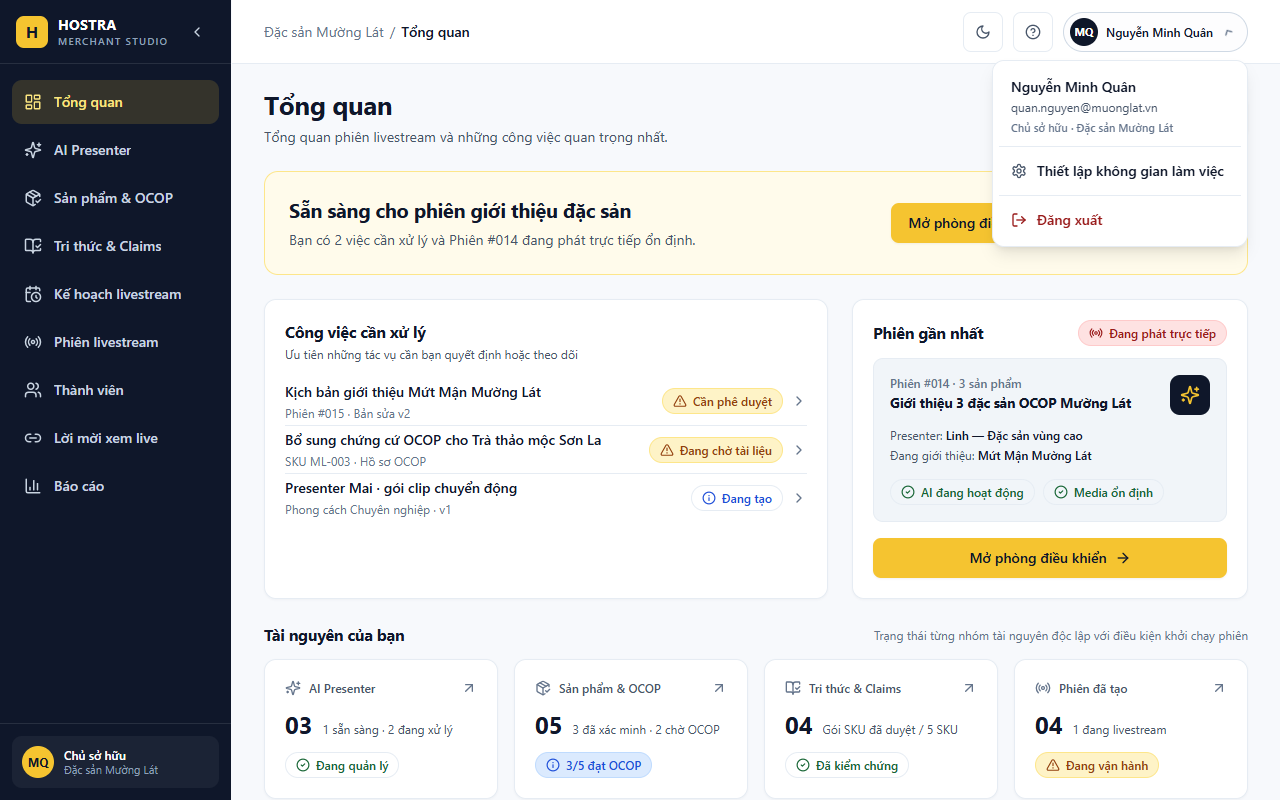 H
HOSTRA
MERCHANT STUDIO
Tổng quan
AI Presenter
Sản phẩm & OCOP
Tri thức & Claims
Kế hoạch livestream
Phiên livestream
Thành viên
Lời mời xem live
Báo cáo
MQ
Chủ sở hữu
Đặc sản Mường Lát
Đặc sản Mường Lát / Tổng quan
MQ Nguyễn Minh Quân
Nguyễn Minh Quân
quan.nguyen@muonglat.vn
Chủ sở hữu · Đặc sản Mường Lát
Thiết lập không gian làm việc
Đăng xuất
Tổng quan
Tổng quan phiên livestream và những công việc quan trọng nhất.
Sẵn sàng cho phiên giới thiệu đặc sản
Bạn có 2 việc cần xử lý và Phiên #014 đang phát trực tiếp ổn định.
Mở phòng đi
Công việc cần xử lý
Ưu tiên những tác vụ cần bạn quyết định hoặc theo dõi
Kịch bản giới thiệu Mứt Mận Mường Lát
Phiên #015 · Bản sửa v2
Cần phê duyệt
Bổ sung chứng cứ OCOP cho Trà thảo mộc Sơn La
SKU ML-003 · Hồ sơ OCOP
Đang chờ tài liệu
Presenter Mai · gói clip chuyển động
Phong cách Chuyên nghiệp · v1
Đang tạo
Phiên gần nhất
Đang phát trực tiếp
Phiên #014 · 3 sản phẩm
Giới thiệu 3 đặc sản OCOP Mường Lát
Presenter: Linh — Đặc sản vùng cao
Đang giới thiệu: Mứt Mận Mường Lát
AI đang hoạt động
Media ổn định
Mở phòng điều khiển
Tài nguyên của bạn
Trạng thái từng nhóm tài nguyên độc lập với điều kiện khởi chạy phiên
AI Presenter
03 1 sẵn sàng · 2 đang xử lý
Đang quản lý
Sản phẩm & OCOP
05 3 đã xác minh · 2 chờ OCOP
3/5 đạt OCOP
Tri thức & Claims
04 Gói SKU đã duyệt / 5 SKU
Đã kiểm chứng
Phiên đã tạo
04 1 đang livestream
Đang vận hành